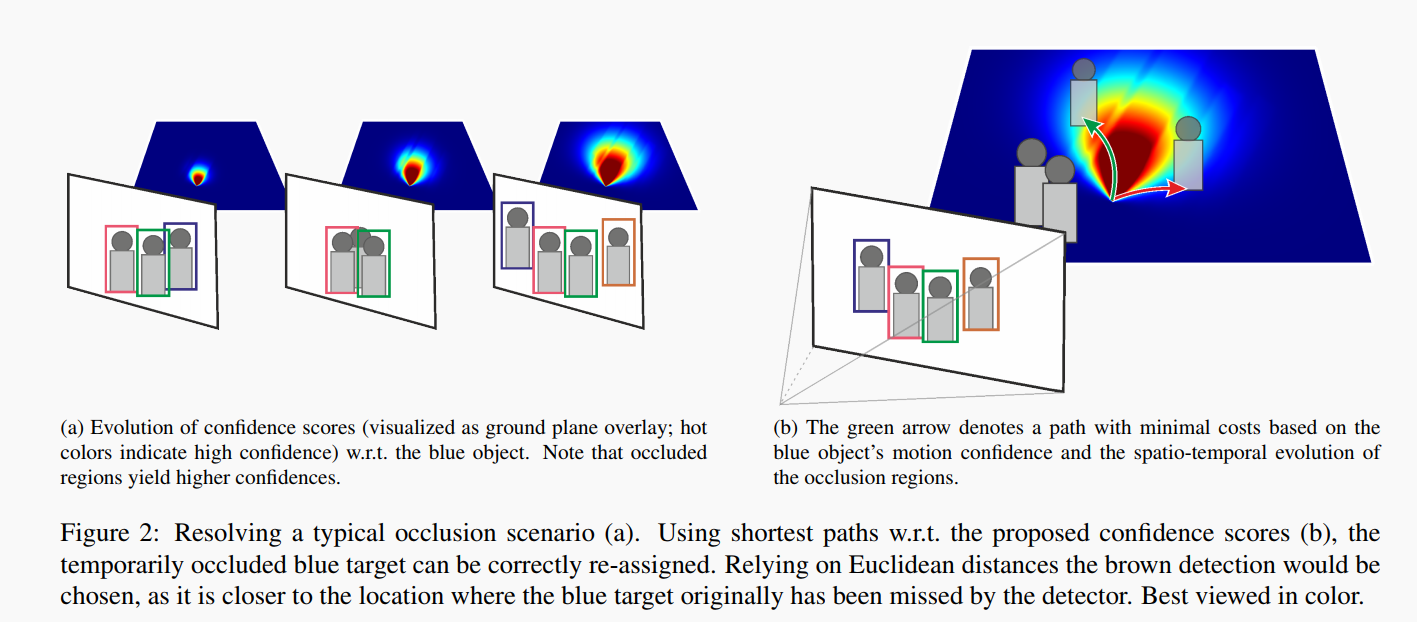 (a) Evolution of confidence scores (visualized as ground plane overlay; hot
colors indicate high confidence) w.r.t. the blue object. Note that occluded
regions yield higher confidences.
(b) The green arrow denotes a path with minimal costs based on the
blue object's motion confidence and the spatio-temporal evolution of
the occlusion regions.
Figure 2: Resolving a typical occlusion scenario (a). Using shortest paths w.r.t. the proposed confidence scores (b), the
temporarily occluded blue target can be correctly re-assigned. Relying on Euclidean distances the brown detection would be
chosen, as it is closer to the location where the blue target originally has been missed by the detector. Best viewed in color.